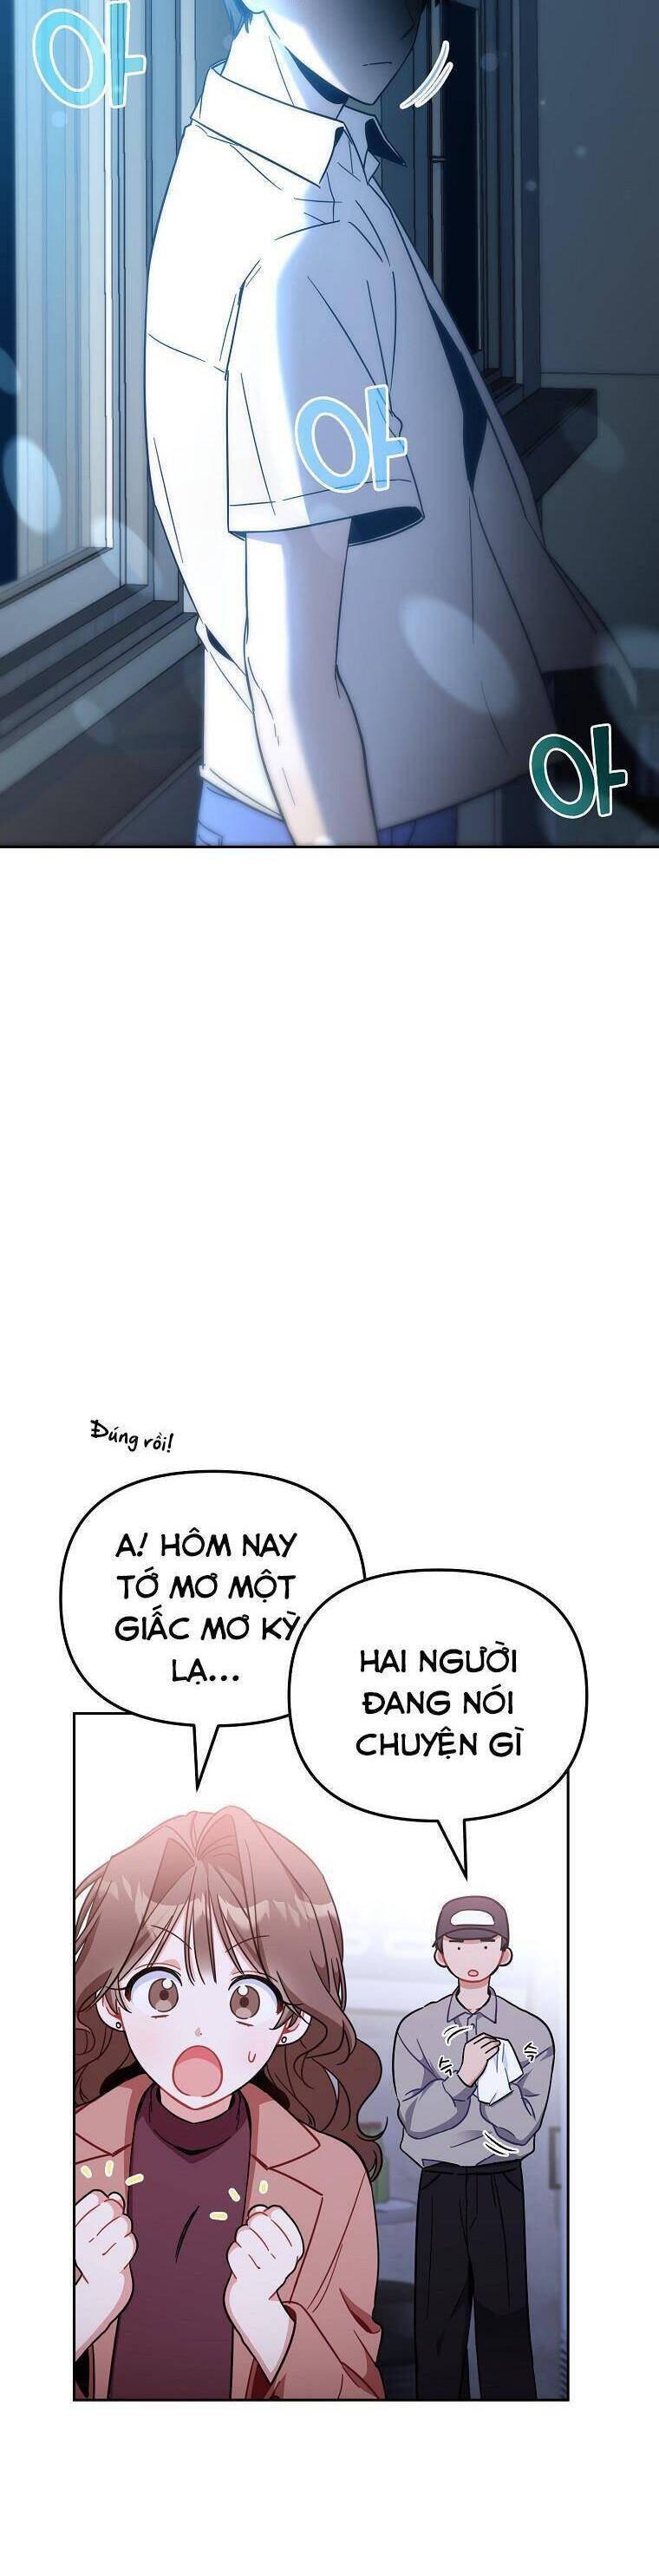 아
아
아
Đúng rồi!
A! HÔM NAY
TỚ MƠ MỘT
GIẤC MƠ KỲ
LẠ...
HAI NGƯỜI
ĐANG NÓI
CHUYỆN GÌ